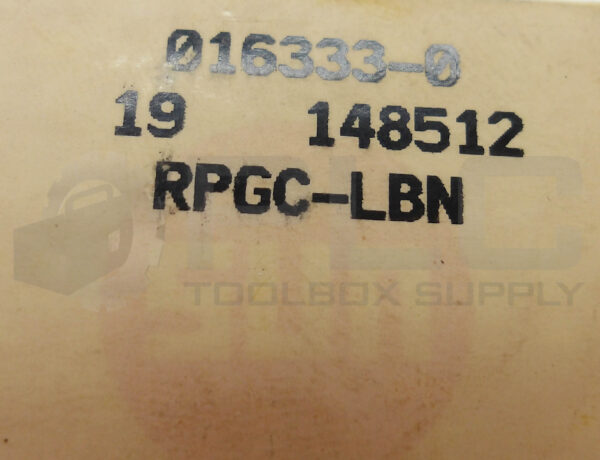 016333-0
19 148512
RPGC-LBN
TOOLBOX SUPPLY